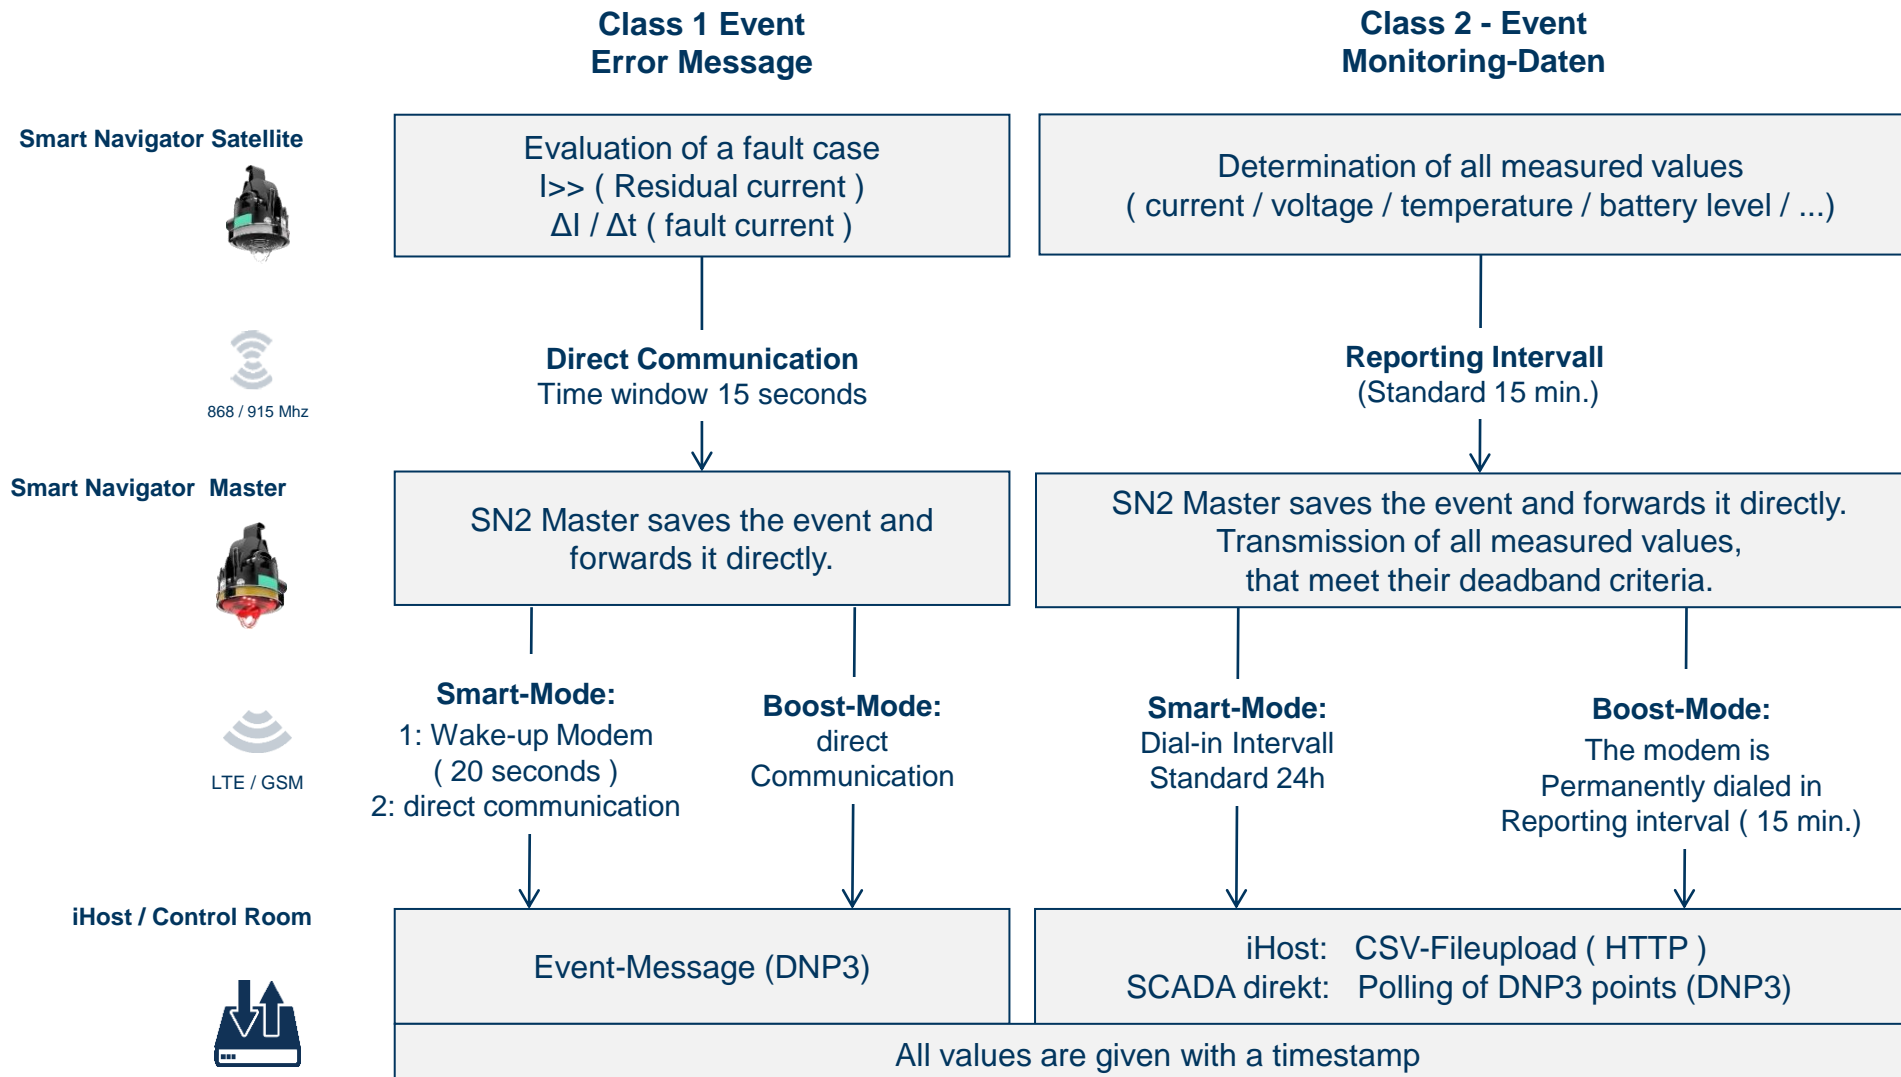 Class 1 Event
Error Message
Class 2 - Event
Monitoring-Daten
Smart Navigator Satellite
Evaluation of a fault case
I>> ( Residual current )
ΔI / Δt ( fault current )
Determination of all measured values
( current / voltage / temperature / battery level / ...)
868 / 915 Mhz
Direct Communication
Time window 15 seconds
Reporting Intervall
(Standard 15 min.)
Smart Navigator Master
SN2 Master saves the event and
forwards it directly.
SN2 Master saves the event and forwards it directly.
Transmission of all measured values,
that meet their deadband criteria.
LTE / GSM
Smart-Mode:
1: Wake-up Modem
( 20 seconds )
2: direct communication
Boost-Mode:
direct
Communication
Smart-Mode:
Dial-in Intervall
Standard 24h
Boost-Mode:
The modem is
Permanently dialed in
Reporting interval ( 15 min.)
iHost / Control Room
Event-Message (DNP3)
iHost: CSV-Fileupload ( HTTP )
SCADA direkt: Polling of DNP3 points (DNP3)
All values are given with a timestamp